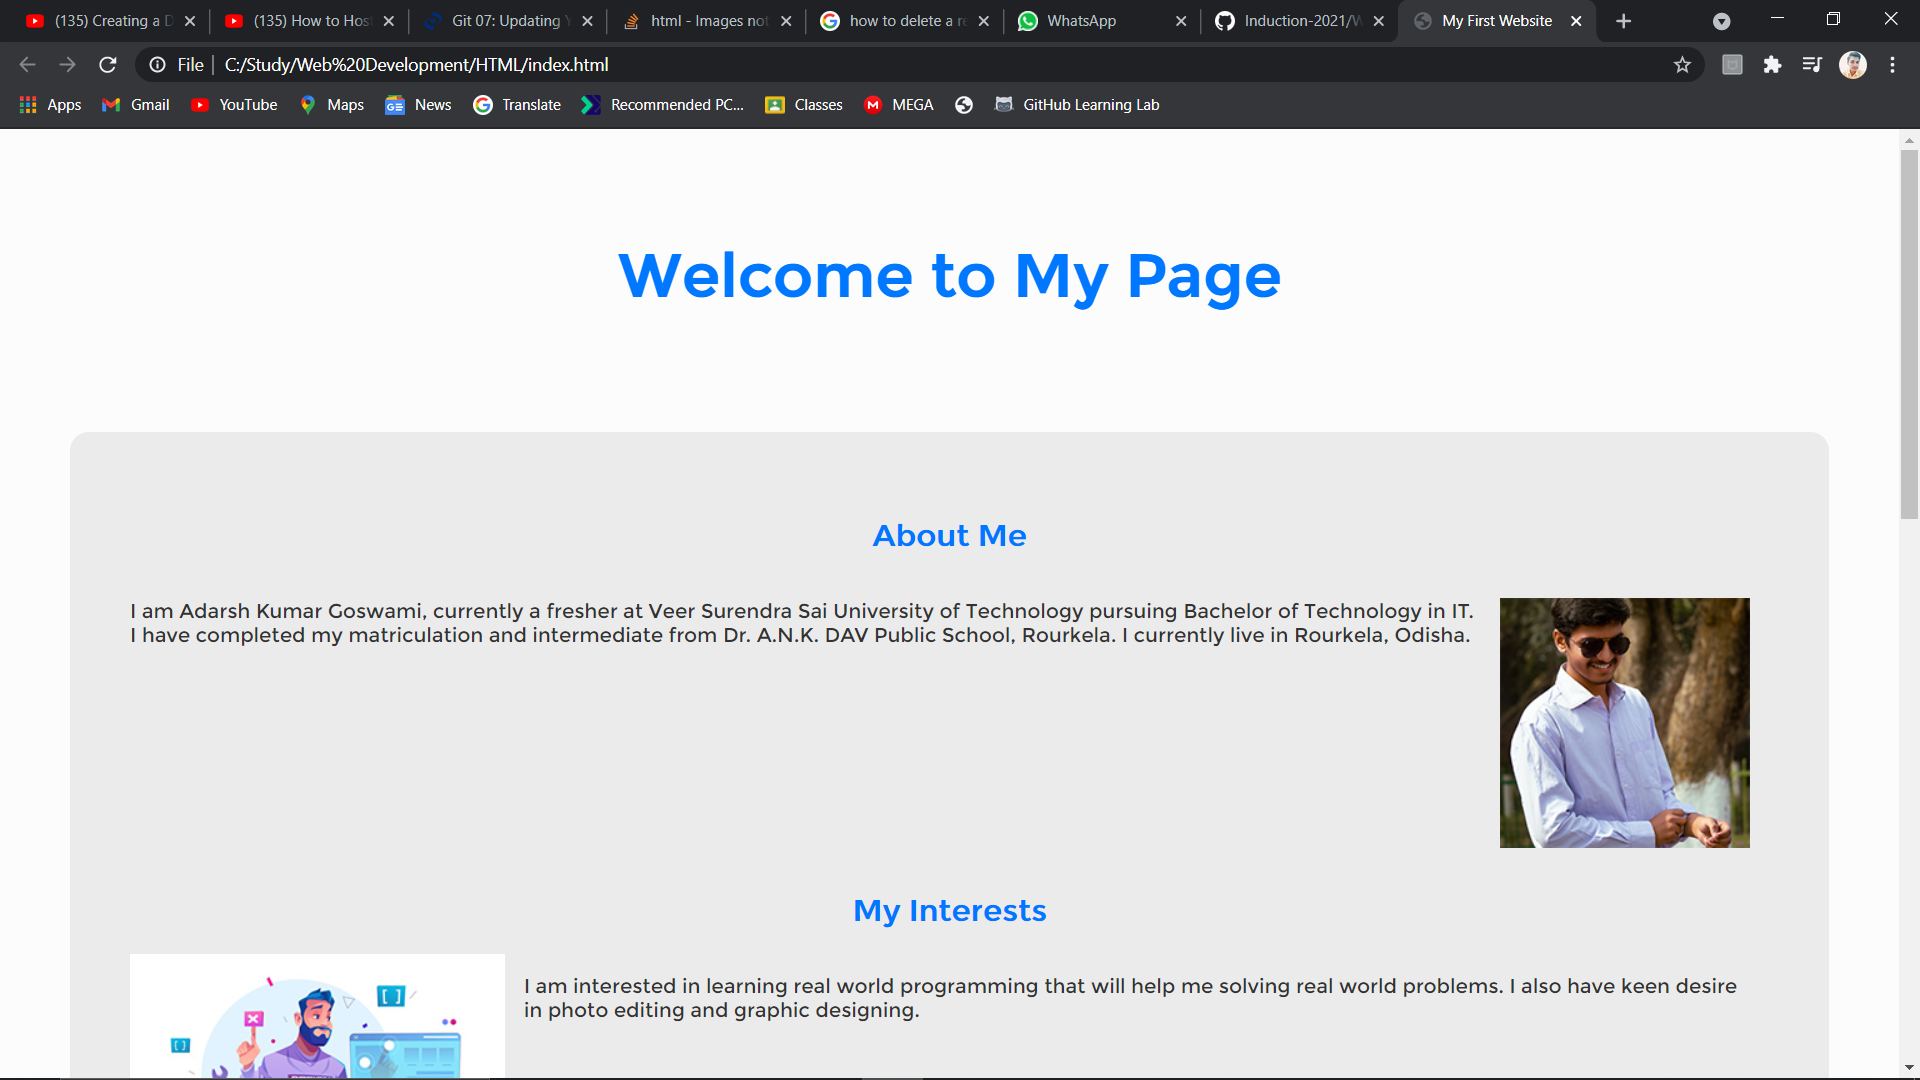 (135) Creating a D
(135) How to Hos
Git 07: Updating Y
html - Images not
how to delete a re
WhatsApp
Induction-2021/W
My First Website
File
C:/Study/Web%20Development/HTML/index.html
Apps
Gmail
YouTube
Maps
News
Translate
Recommended PC...
Classes
MEGA
GitHub Learning Lab
Welcome to My Page
About Me
I am Adarsh Kumar Goswami, currently a fresher at Veer Surendra Sai University of Technology pursuing Bachelor of Technology in IT.
I have completed my matriculation and intermediate from Dr. A.N.K. DAV Public School, Rourkela. I currently live in Rourkela, Odisha.
My Interests
I am interested in learning real world programming that will help me solving real world problems. I also have keen desire
in photo editing and graphic designing.